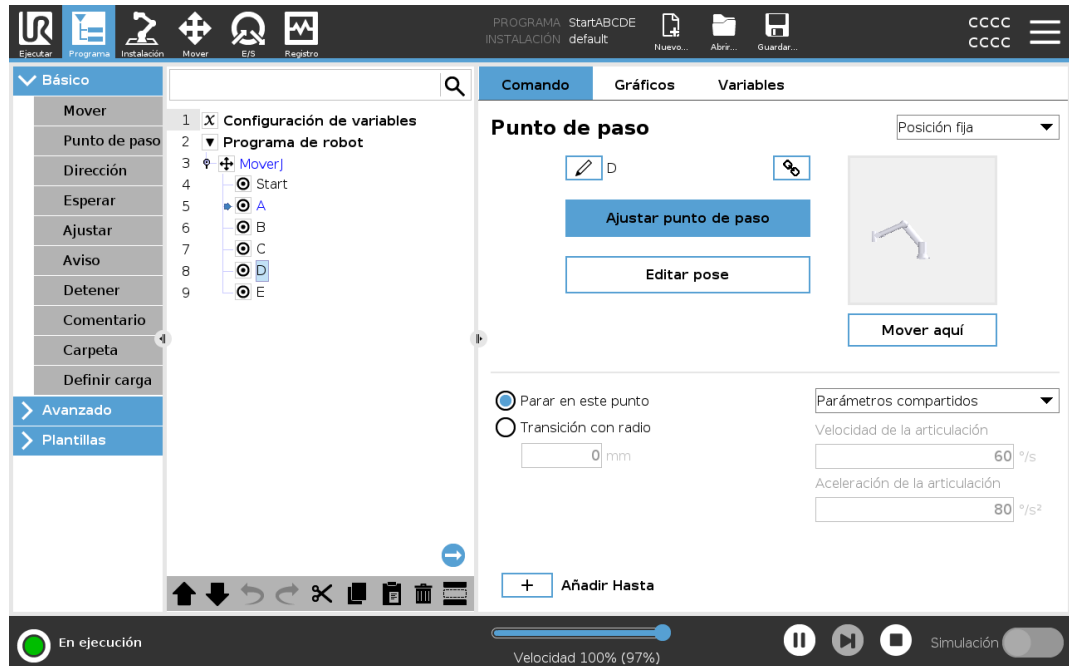 PROGRAMA StartABCDE
INSTALACIÓN default
UR
Ejecutar
Programa
Instalación
Mover
E/S
Registro
Nuevo...
Abrir...
Guardar...
CCCC
CCCC
Básico
Mover
Punto de paso
Dirección
Esperar
Ajustar
Aviso
Detener
Comentario
Carpeta
Definir carga
Avanzado
Plantillas
1 X Configuración de variables
2 Programa de robot
3 MoverJ
4 Start
5 A
6 B
7 C
8 D
9 E
Comando Gráficos Variables
Punto de paso
Posición fija
D
Ajustar punto de paso
Editar pose
Mover aquí
Parar en este punto
Transición con radio
0 mm
Parámetros compartidos
Velocidad de la articulación
60 °/s
Aceleración de la articulación
80 °/s²
+ Añadir Hasta
En ejecución
Velocidad 100% (97%)
Simulación